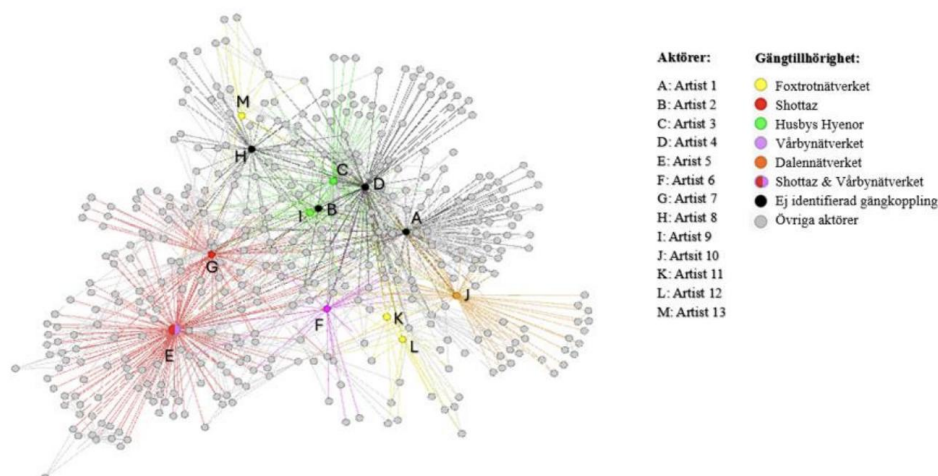 M
H
C
D
I
B
A
G
J
F
K
E
L
Aktörer:
A: Artist 1
B: Artist 2
C: Artist 3
D: Artist 4
E: Arist 5
F: Artist 6
G: Artist 7
H: Artist 8
I: Artist 9
J: Artsit 10
K: Artist 11
L: Artist 12
M: Artist 13
Gängtillhörighet:
Foxtrotnätverket
Shottaz
Husbys Hyenor
Vårbynätverket
Dalennätverket
Shottaz & Vårbynätverket
Ej identifierad gängkoppling
Övriga aktörer